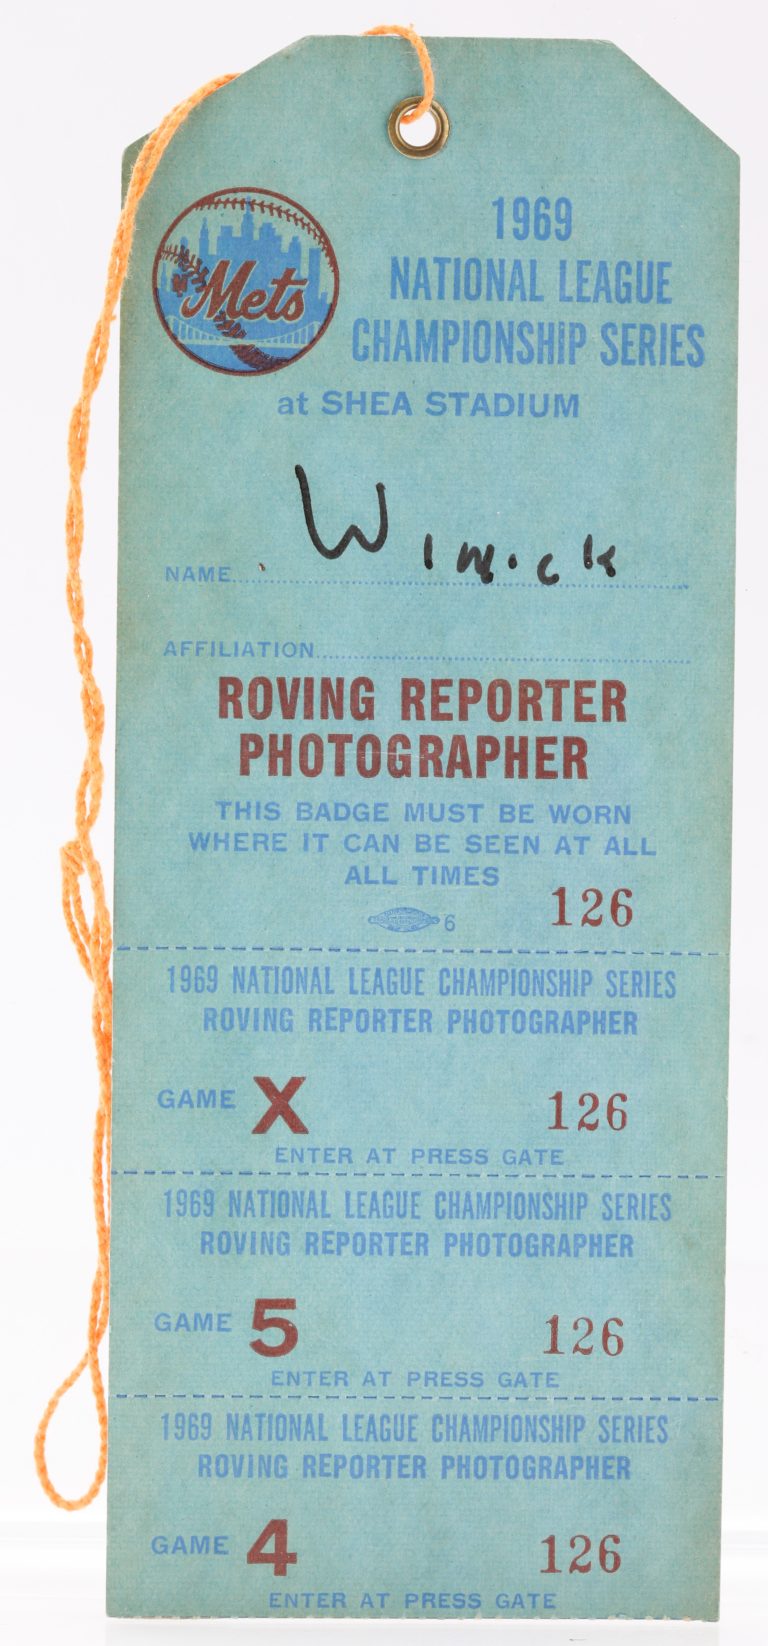 Mets
1969
NATIONAL LEAGUE
CHAMPIONSHIP SERIES
at SHEA STADIUM
NAME Winick
AFFILIATION
ROVING REPORTER
PHOTOGRAPHER
THIS BADGE MUST BE WORN
WHERE IT CAN BE SEEN AT ALL
ALL TIMES
6 126
1969 NATIONAL LEAGUE CHAMPIONSHIP SERIES
ROVING REPORTER PHOTOGRAPHER
GAME X 126
ENTER AT PRESS GATE
1969 NATIONAL LEAGUE CHAMPIONSHIP SERIES
ROVING REPORTER PHOTOGRAPHER
GAME 5 126
ENTER AT PRESS GATE
1969 NATIONAL LEAGUE CHAMPIONSHIP SERIES
ROVING REPORTER PHOTOGRAPHER
GAME 4 126
ENTER AT PRESS GATE